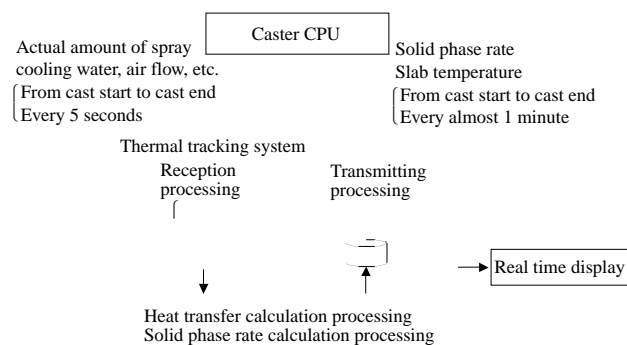 Caster CPU
Actual amount of spray
cooling water, air flow, etc.
From cast start to cast end
Every 5 seconds
Solid phase rate
Slab temperature
From cast start to cast end
Every almost 1 minute
Thermal tracking system
Reception
processing
Transmitting
processing
Real time display
Heat transfer calculation processing
Solid phase rate calculation processing